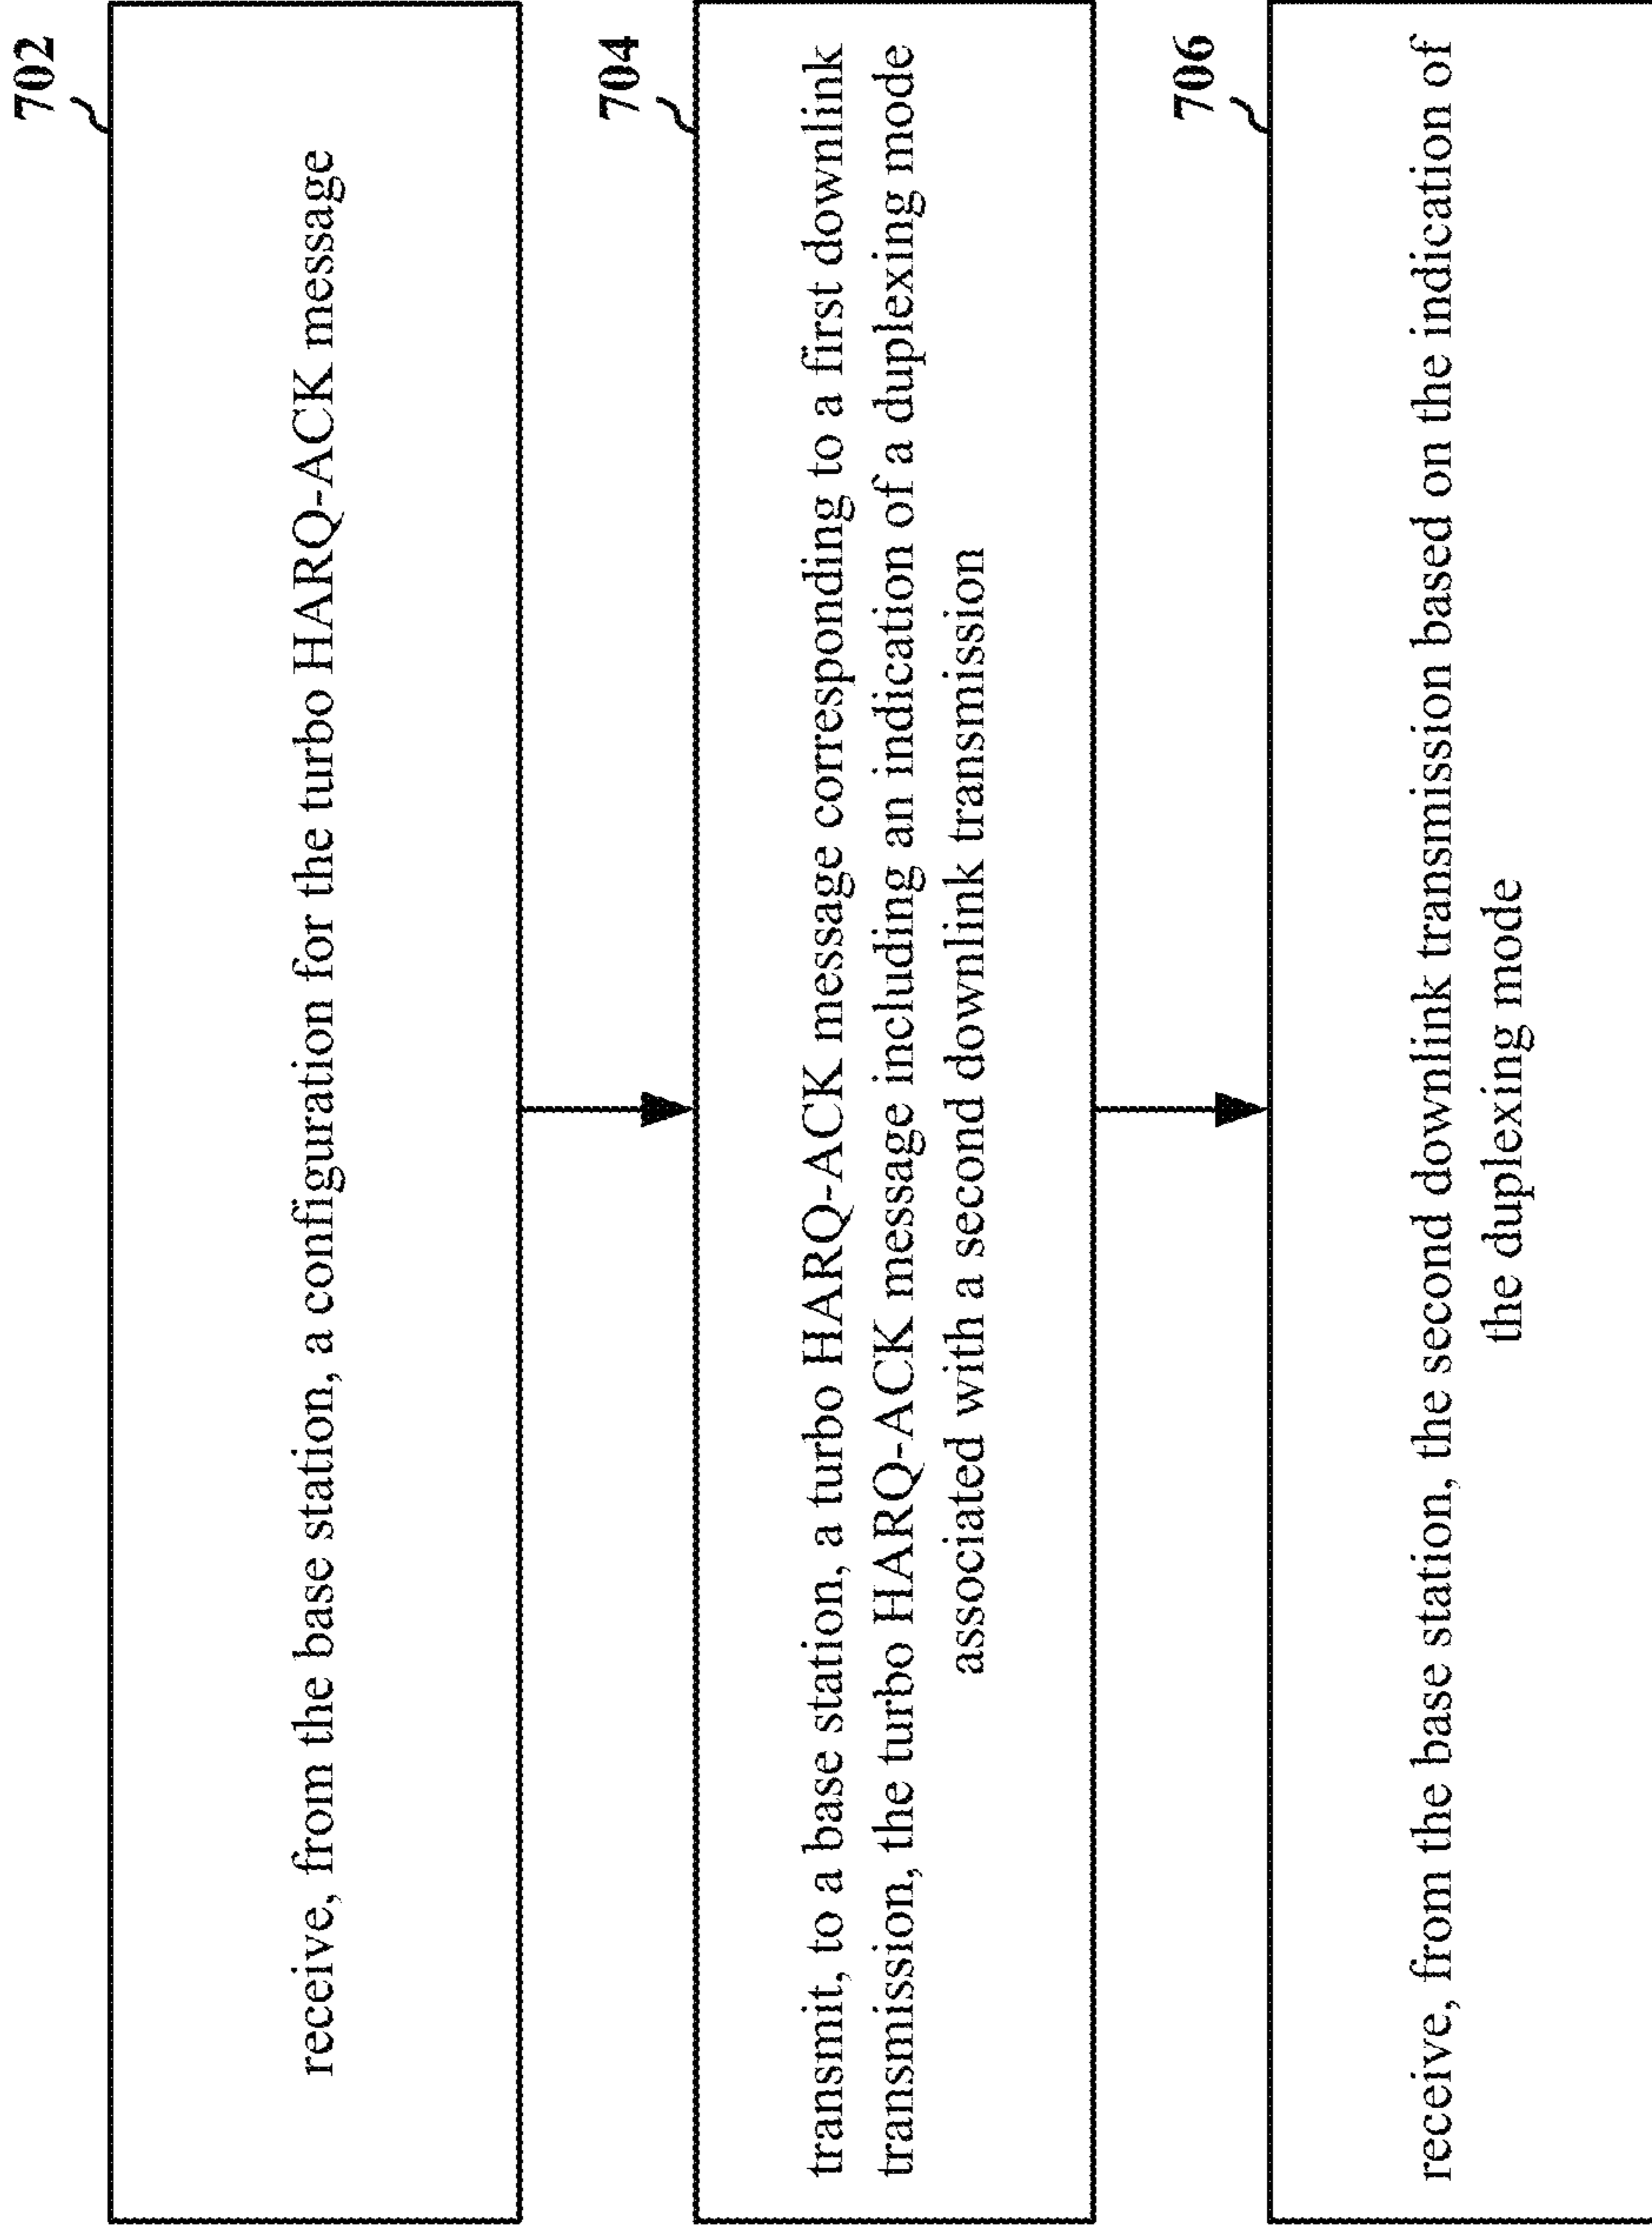 702
receive, from the base station, a configuration for the turbo HARQ-ACK message
704
transmit, to a base station, a turbo HARQ-ACK message corresponding to a first downlink
transmission, the turbo HARQ-ACK message including an indication of a duplexing mode
associated with a second downlink transmission
706
receive, from the base station, the second downlink transmission based on the indication of
the duplexing mode